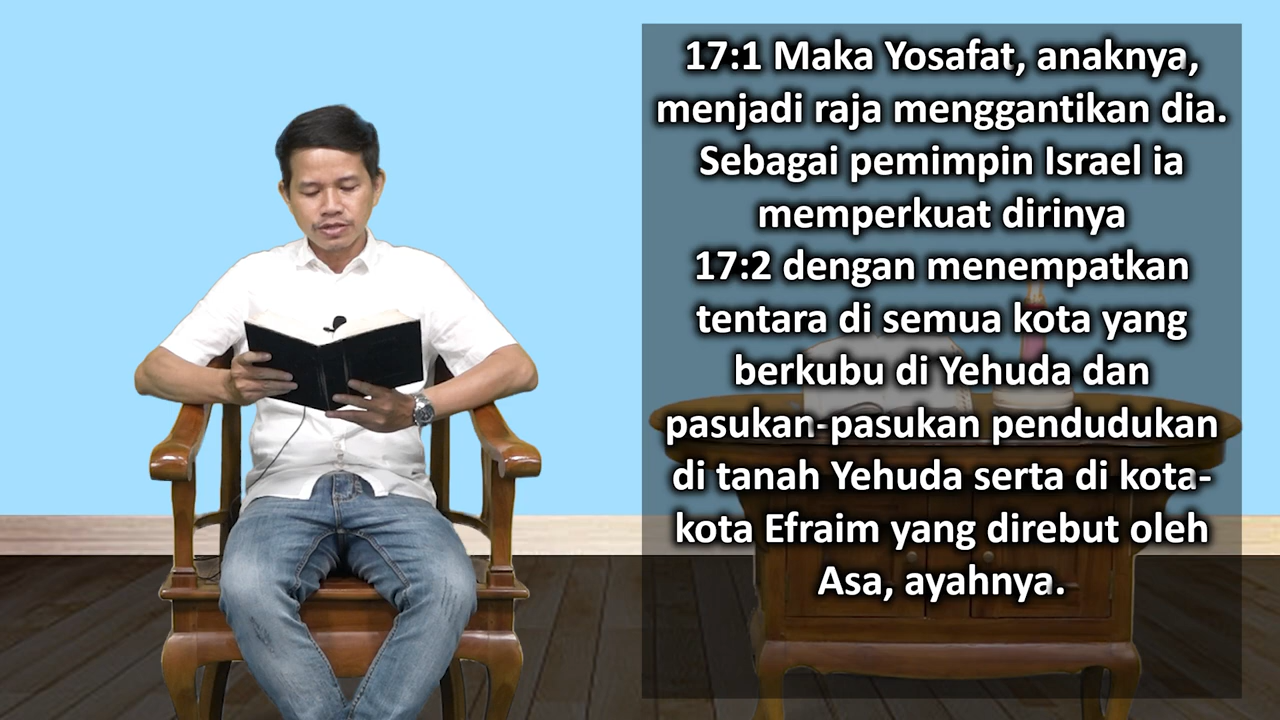 17:1 Maka Yosafat, anaknya,
menjadi raja menggantikan dia.
Sebagai pemimpin Israel ia
memperkuat dirinya
17:2 dengan menempatkan
tentara di semua kota yang
berkubu di Yehuda dan
pasukan-pasukan pendudukan
di tanah Yehuda serta di kota-
kota Efraim yang direbut oleh
Asa, ayahnya.